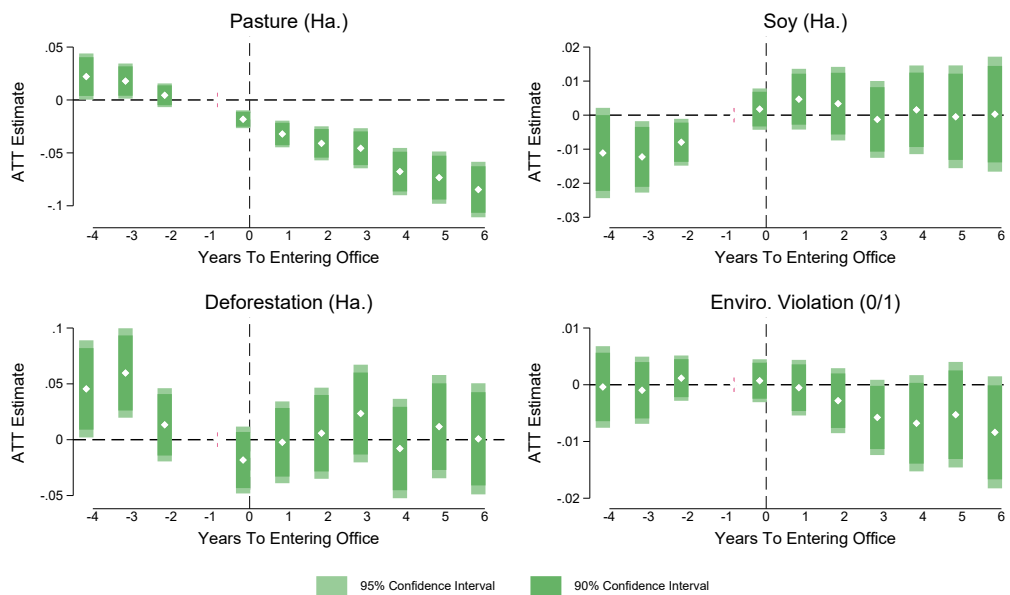 Pasture (Ha.)
ATT Estimate
.05
0
-.05
-.1
-4 -3 -2 -1 0 1 2 3 4 5 6
Years To Entering Office
Soy (Ha.)
ATT Estimate
.02
.01
0
-.01
-.02
-.03
-4 -3 -2 -1 0 1 2 3 4 5 6
Years To Entering Office
Deforestation (Ha.)
ATT Estimate
.1
.05
0
-.05
-4 -3 -2 -1 0 1 2 3 4 5 6
Years To Entering Office
Enviro. Violation (0/1)
ATT Estimate
.01
0
-.01
-.02
-4 -3 -2 -1 0 1 2 3 4 5 6
Years To Entering Office
95% Confidence Interval
90% Confidence Interval